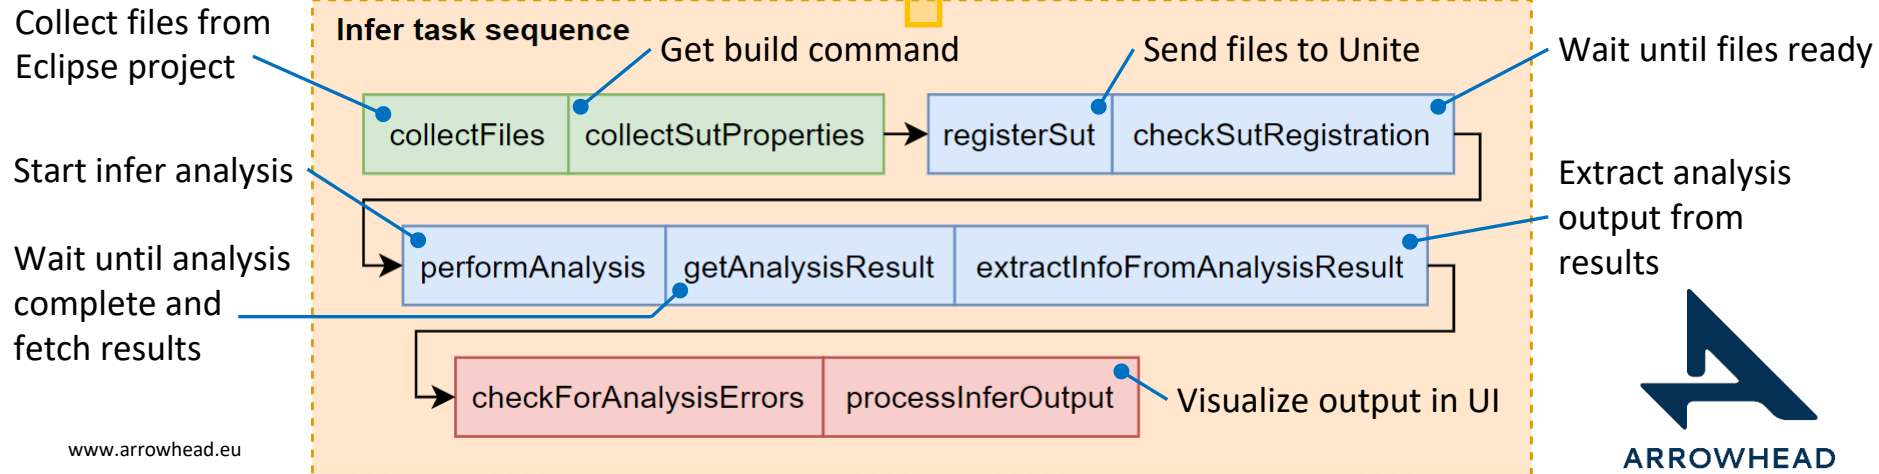 Collect files from
Eclipse project
Infer task sequence
Get build command
Send files to Unite
Wait until files ready
collectFiles
collectSutProperties
registerSut
checkSutRegistration
Start infer analysis
Extract analysis
output from
results
Wait until analysis
complete and
fetch results
performAnalysis
getAnalysisResult
extractInfoFromAnalysisResult
checkForAnalysisErrors
processInferOutput
Visualize output in UI
www.arrowhead.eu
ARROWHEAD